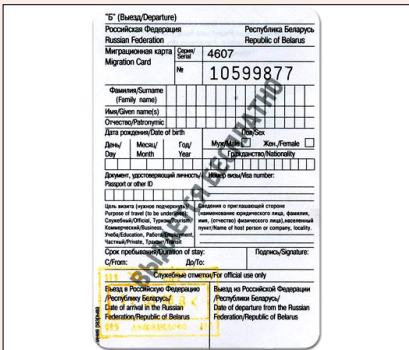 "Б" (Выезд/Departure)
Российская Федерация Республика Беларусь
Russian Federation Republic of Belarus
Миграционная карта Серия/ 4607
Migration Card Serial
№ 10599877
Фамилия/Surname
(Family name)
Имя/Given name(s)
Отчество/Patronymic
Дата рождения/Date of birth Пол/Sex
День/ Месяц/ Год/ Муж/Male Жен./Female
Day Month Year Гражданство/Nationality
Документ, удостоверяющий личность/ Номер визы/Visa number:
Passport or other ID
Цель визита (нужное подчеркнуть)/ Сведения о пригласившей стороне
Purpose of travel (to be underlined): (наименование юридического лица, фамилия,
Служебный/Official, Туризм/Tourism, имя, (отчество) физического лица), населенный
Коммерческий/Business, пункт/Name of host person or company, locality.
Учеба/Education, Работа/Employment,
Частный/Private, Транзит/Transit
Срок пребывания/Duration of stay: Подпись/Signature:
С/From: До/To:
Служебные отметки/For official use only
Въезд в Российскую Федерацию Выезд из Российской Федерации
/Республику Беларусь/ /Республики Беларусь/
Date of arrival in the Russian Date of departure from the Russian
Federation/Republic of Belarus Federation/Republic of Belarus
ВЫДАЕТСЯ БЕСПЛАТНО